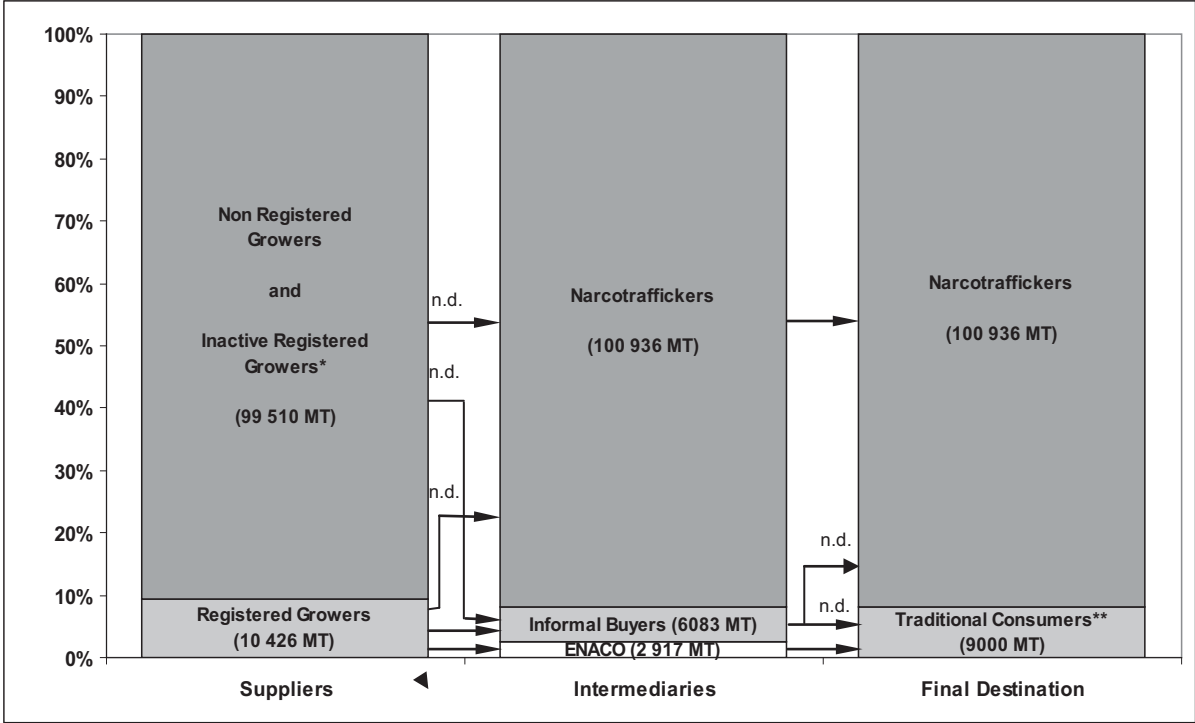 100%
90%
80%
70%
60%
50%
40%
30%
20%
10%
0%
Non Registered
Growers
and
Inactive Registered
Growers*
(99 510 MT)
Registered Growers
(10 426 MT)
n.d.
n.d.
n.d.
Narcotraffickers
(100 936 MT)
Informal Buyers (6083 MT)
ENACO (2 917 MT)
n.d.
n.d.
Narcotraffickers
(100 936 MT)
Traditional Consumers**
(9000 MT)
Suppliers
Intermediaries
Final Destination